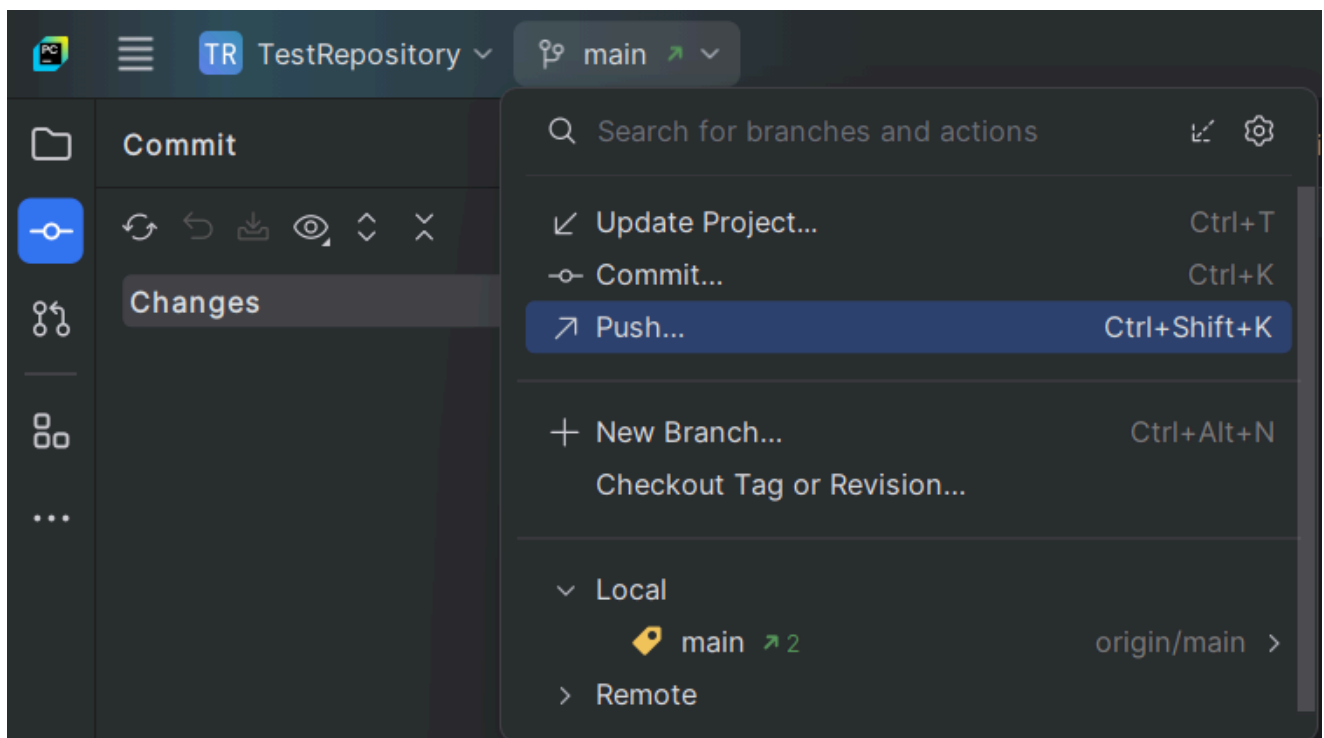 PC
TR TestRepository main
Commit
Search for branches and actions
Update Project... Ctrl+T
Commit... Ctrl+K
Changes
Push... Ctrl+Shift+K
New Branch... Ctrl+Alt+N
Checkout Tag or Revision...
Local
main 2 origin/main
Remote